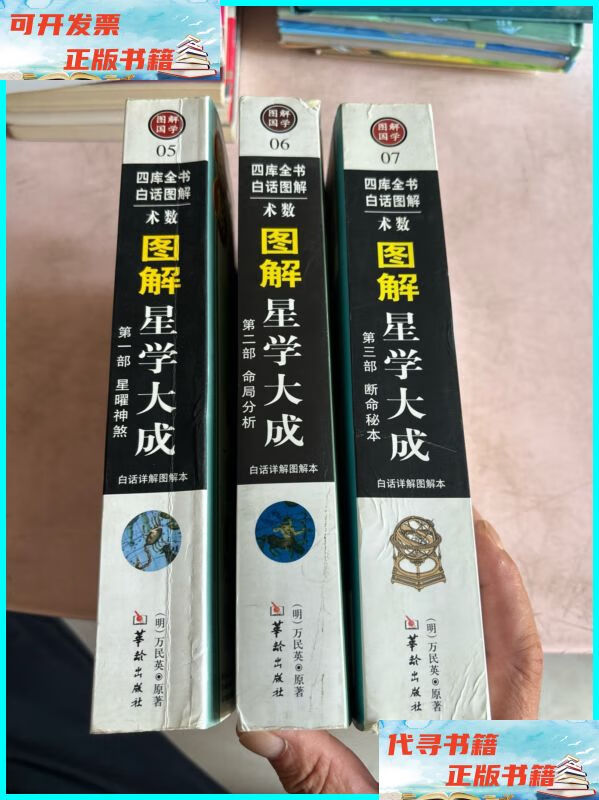 可开发票
正版书籍
图解
国学
05
四库全书
白话图解
术数
图解
星学大成
第一部 星曜神煞
白话详解图解本
(明)万民英◉原著
华龄出版社
图解
国学
06
四库全书
白话图解
术数
图解
星学大成
第二部 命局分析
白话详解图解本
(明)万民英◉原著
华龄出版社
图解
国学
07
四库全书
白话图解
术数
图解
星学大成
第三部 断命秘本
白话详解图解本
(明)万民英◉原著
华龄出版社
代寻书籍
正版书籍